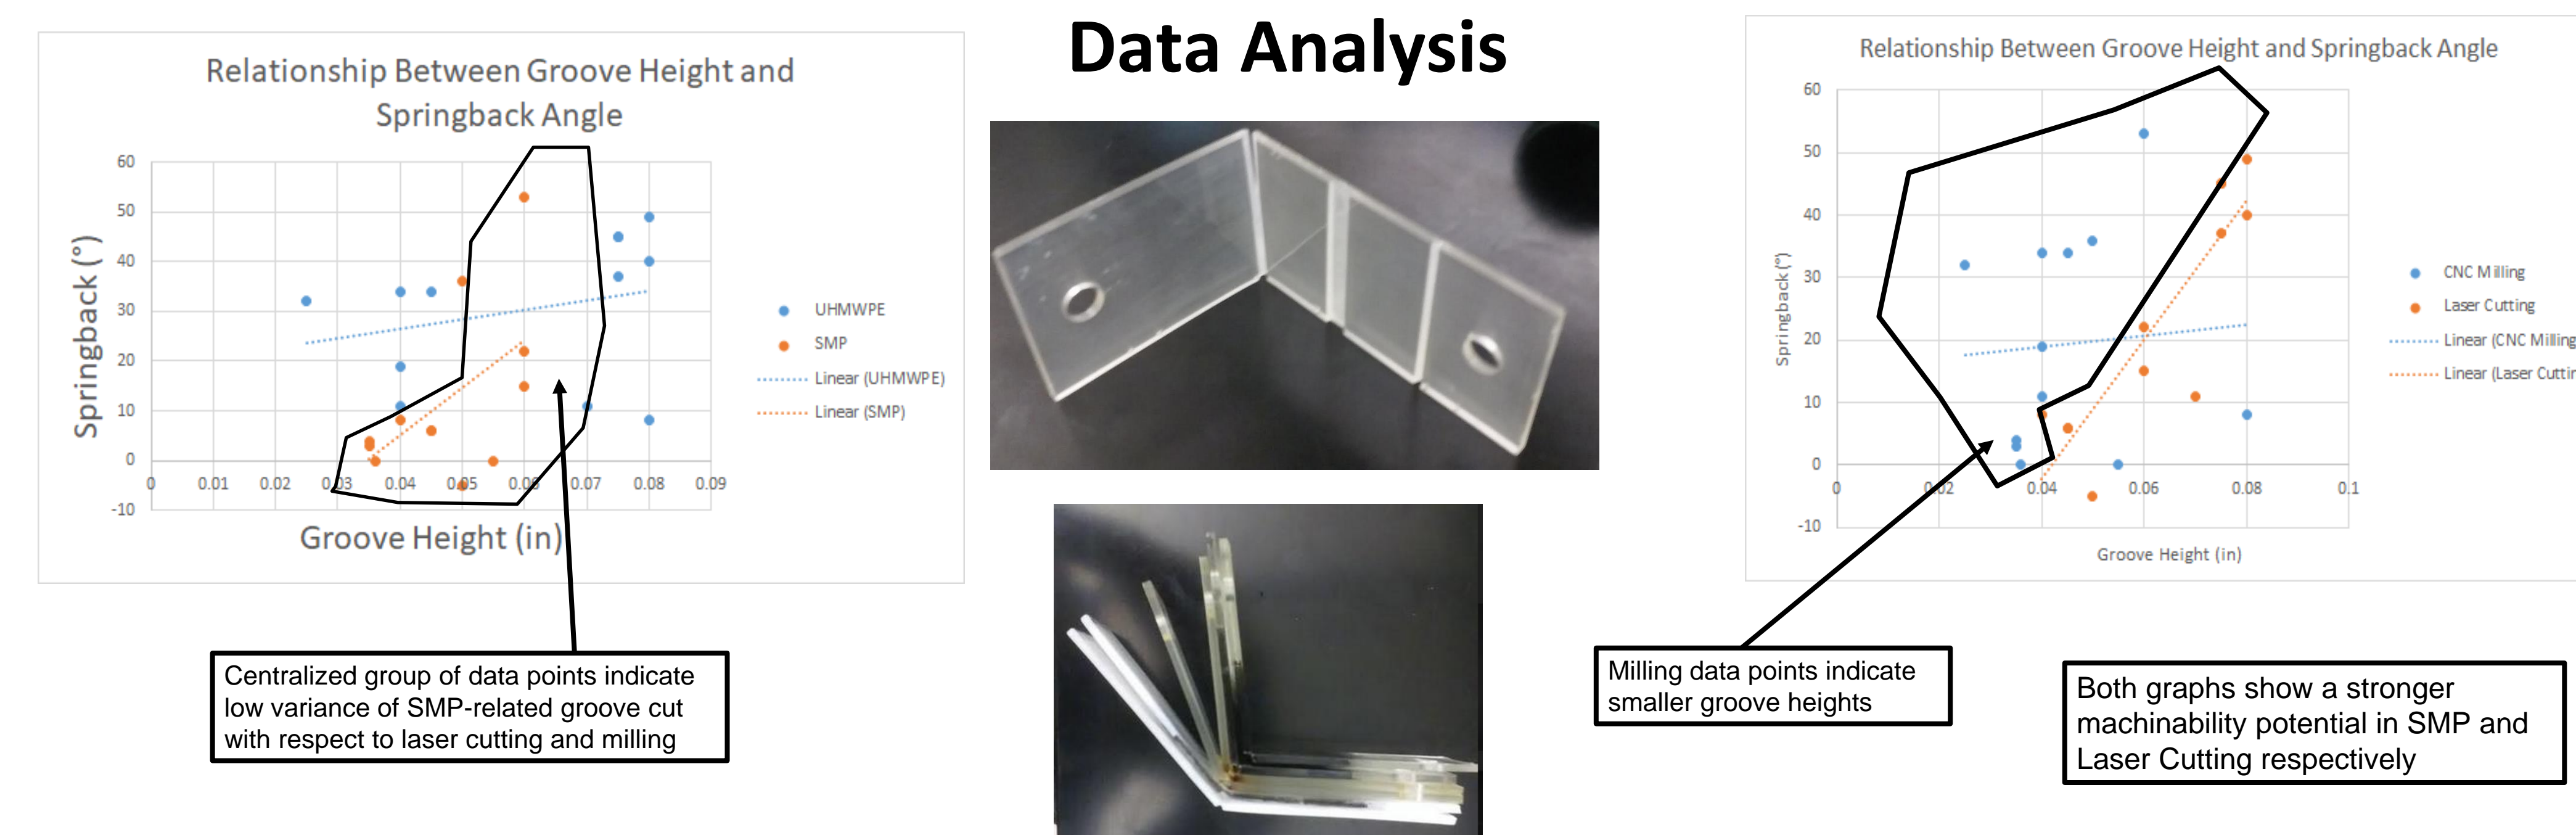 Data Analysis
Relationship Between Groove Height and
Springback Angle
60
50
40
30
20
10
0
-10
0
0.01
0.02
0.03
0.04
0.05
0.06
0.07
0.08
0.09
Springback (°)
Groove Height (in)
UHMWPE
SMP
Linear (UHMWPE)
Linear (SMP)
Centralized group of data points indicate
low variance of SMP-related groove cut
with respect to laser cutting and milling
Relationship Between Groove Height and Springback Angle
60
50
40
30
20
10
0
-10
0
0.02
0.04
0.06
0.08
0.1
Springback (°)
Groove Height (in)
CNC Milling
Laser Cutting
Linear (CNC Milling
Linear (Laser Cuttin
Milling data points indicate
smaller groove heights
Both graphs show a stronger
machinability potential in SMP and
Laser Cutting respectively